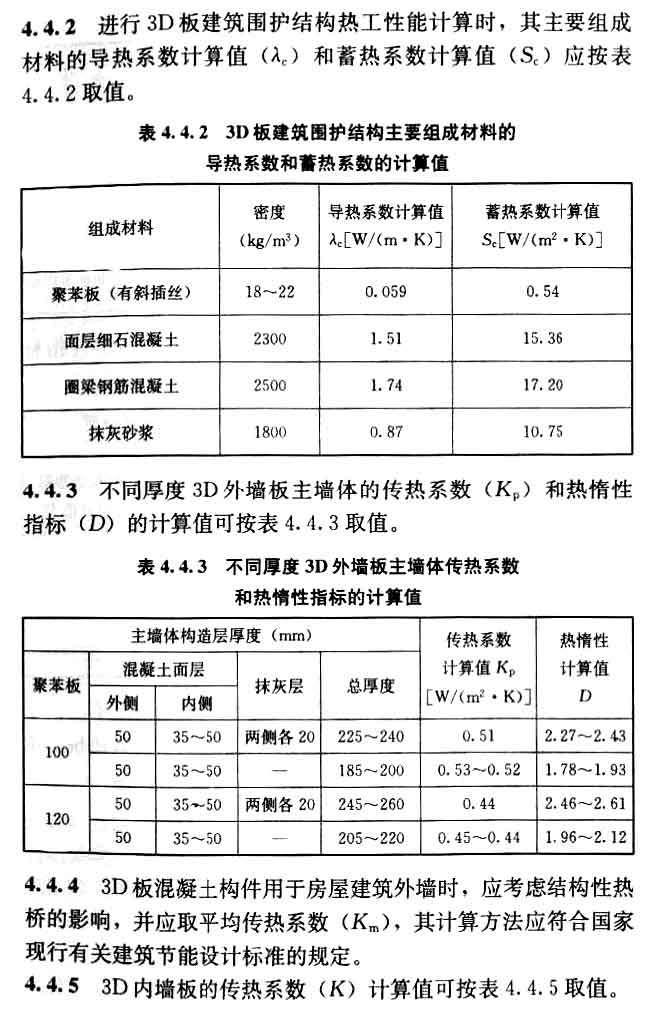 4.4.2 进行3D板建筑围护结构热工性能计算时，其主要组成
材料的导热系数计算值（λc）和蓄热系数计算值（Sc）应按表
4.4.2取值。
表 4.4.2 3D板建筑围护结构主要组成材料的
导热系数和蓄热系数的计算值
组成材料 密度 (kg/m³) 导热系数计算值 λc[W/(m·K)] 蓄热系数计算值 Sc[W/(m²·K)]
聚苯板（有斜插丝） 18～22 0.059 0.54
面层细石混凝土 2300 1.51 15.36
圈梁钢筋混凝土 2500 1.74 17.20
抹灰砂浆 1800 0.87 10.75
4.4.3 不同厚度3D外墙板主墙体的传热系数（Kp）和热惰性
指标（D）的计算值可按表4.4.3取值。
表 4.4.3 不同厚度3D外墙板主墙体传热系数
和热惰性指标的计算值
主墙体构造层厚度（mm） 传热系数计算值 Kp [W/(m²·K)] 热惰性计算值 D
聚苯板 混凝土面层 抹灰层 总厚度
外侧 内侧
100 50 35～50 两侧各20 225～240 0.51 2.27～2.43
50 35～50 — 185～200 0.53～0.52 1.78～1.93
120 50 35～50 两侧各20 245～260 0.44 2.46～2.61
50 35～50 — 205～220 0.45～0.44 1.96～2.12
4.4.4 3D板混凝土构件用于房屋建筑外墙时，应考虑结构性热
桥的影响，并应取平均传热系数（Km），其计算方法应符合国家
现行有关建筑节能设计标准的规定。
4.4.5 3D内墙板的传热系数（K）计算值可按表4.4.5取值。